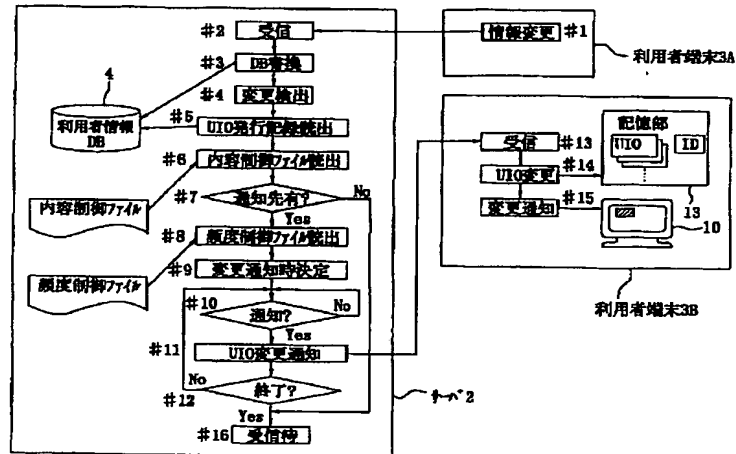 #1 情報変更
利用者端末3A
#2 受信
#3 DB書換
#4 変更検出
4
利用者情報
DB
#5 UIO発行記録読出
#6 内容制御ファイル読出
内容制御ファイル
#7 通知先有?
No
Yes
#8 頻度制御ファイル読出
頻度制御ファイル
#9 変更通知時決定
#10 通知?
No
Yes
#11 UIO変更通知
No
#12 終了?
Yes
#16 受信待
サーバ2
受信 #13
UIO変更 #14
変更通知 #15
記憶部
UIO
ID
13
10
利用者端末3B